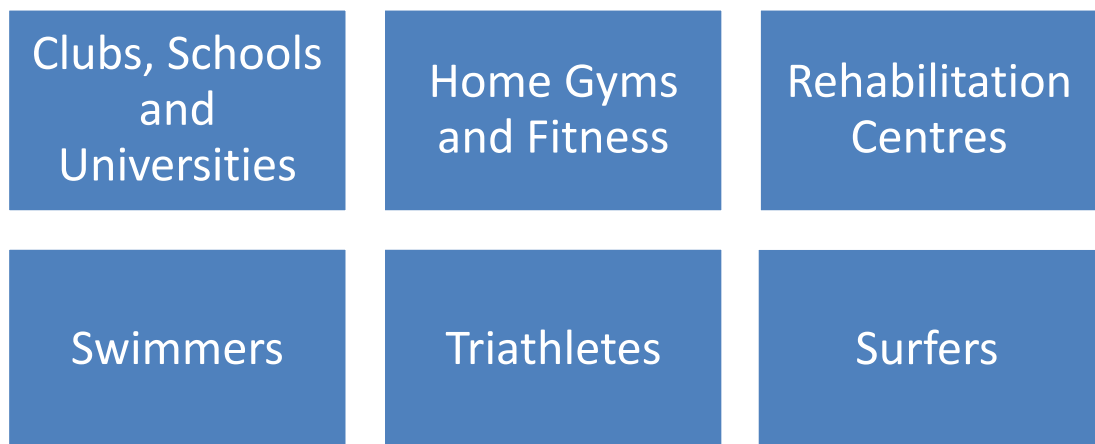 Clubs, Schools
and
Universities
Home Gyms
and Fitness
Rehabilitation
Centres
Swimmers
Triathletes
Surfers